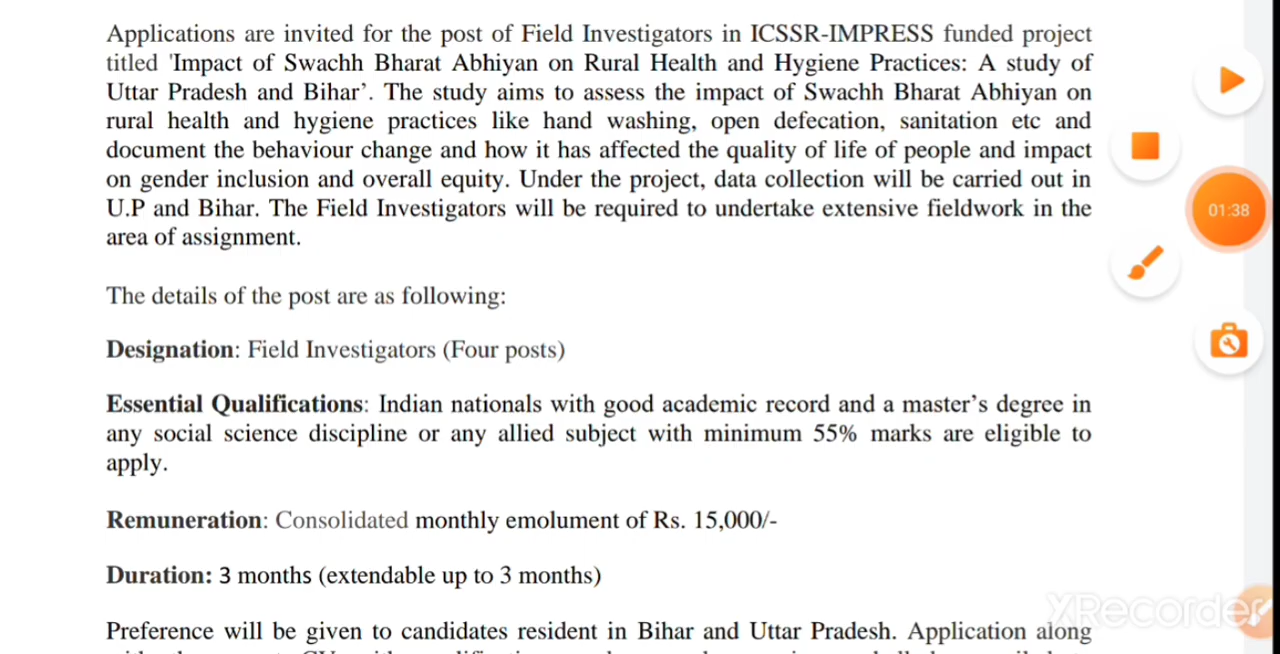 Applications are invited for the post of Field Investigators in ICSSR-IMPRESS funded project
titled 'Impact of Swachh Bharat Abhiyan on Rural Health and Hygiene Practices: A study of
Uttar Pradesh and Bihar’. The study aims to assess the impact of Swachh Bharat Abhiyan on
rural health and hygiene practices like hand washing, open defecation, sanitation etc and
document the behaviour change and how it has affected the quality of life of people and impact
on gender inclusion and overall equity. Under the project, data collection will be carried out in
U.P and Bihar. The Field Investigators will be required to undertake extensive fieldwork in the
area of assignment.
01:38
The details of the post are as following:
Designation: Field Investigators (Four posts)
Essential Qualifications: Indian nationals with good academic record and a master’s degree in
any social science discipline or any allied subject with minimum 55% marks are eligible to
apply.
Remuneration: Consolidated monthly emolument of Rs. 15,000/-
Duration: 3 months (extendable up to 3 months)
Preference will be given to candidates resident in Bihar and Uttar Pradesh. Application along
XRecorder